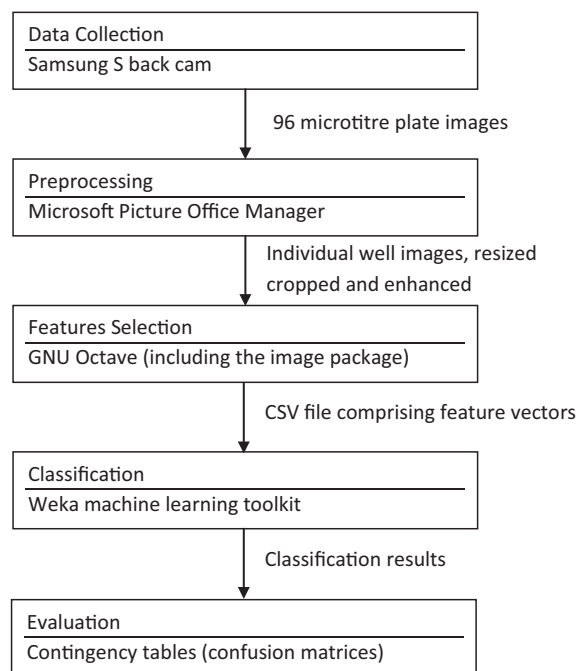 Data Collection
Samsung S back cam
96 microtitre plate images
Preprocessing
Microsoft Picture Office Manager
Individual well images, resized
cropped and enhanced
Features Selection
GNU Octave (including the image package)
CSV file comprising feature vectors
Classification
Weka machine learning toolkit
Classification results
Evaluation
Contingency tables (confusion matrices)